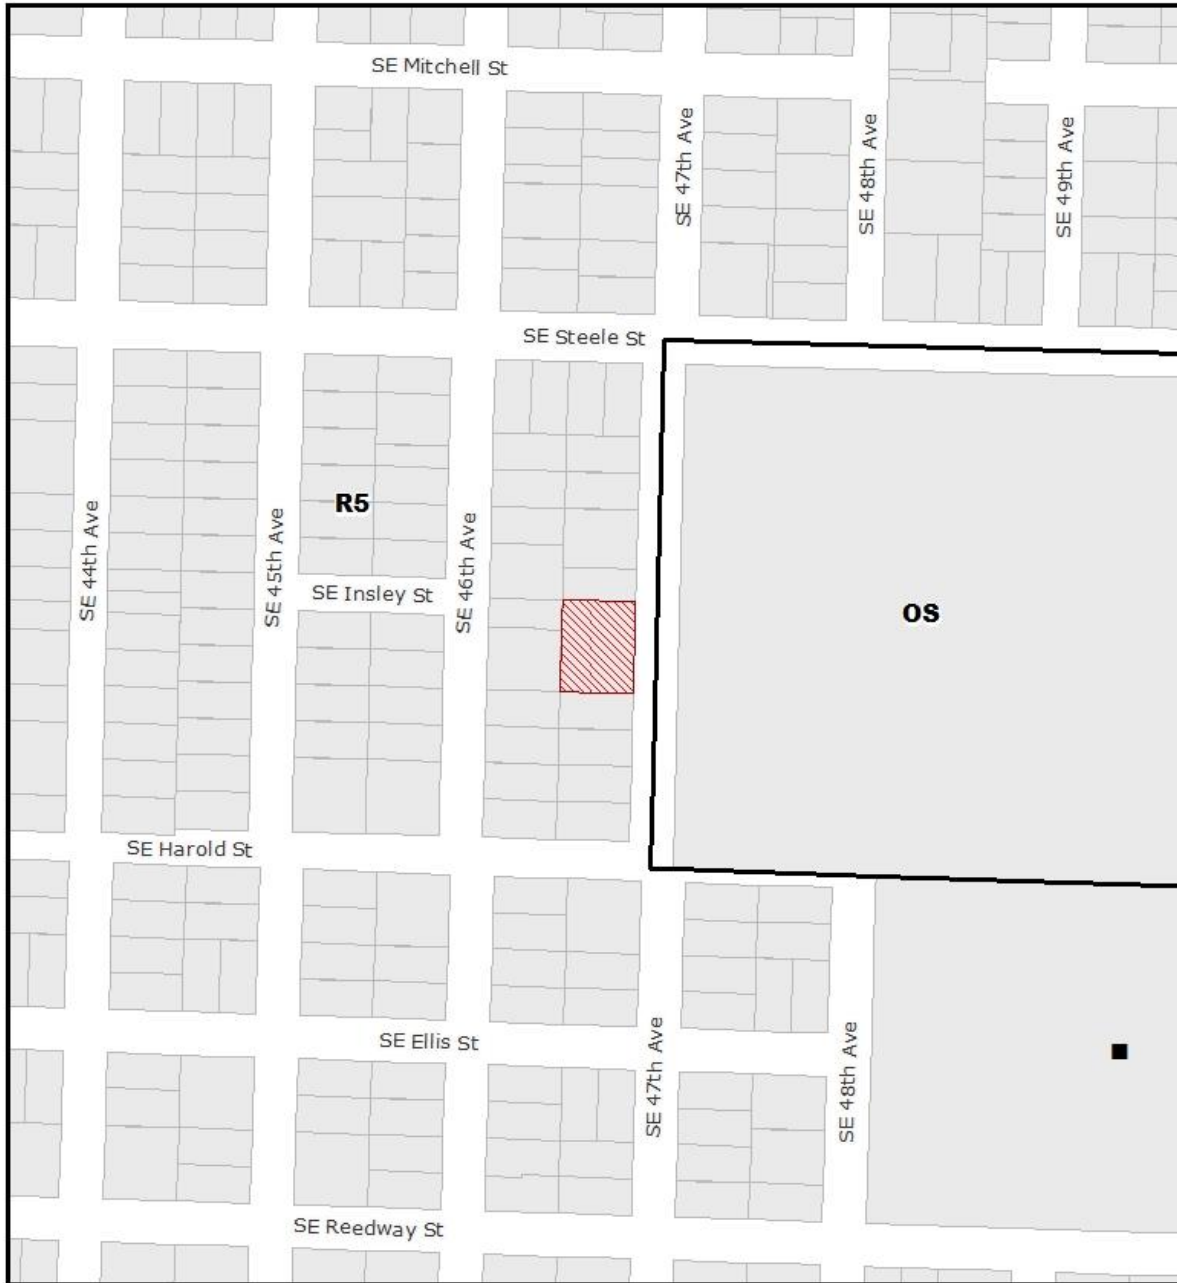 SE Mitchell St
SE 47th Ave
SE 48th Ave
SE 49th Ave
SE Steele St
R5
SE 44th Ave
SE 45th Ave
SE 46th Ave
SE Insley St
OS
SE Harold St
SE Ellis St
SE 47th Ave
SE 48th Ave
SE Reedway St